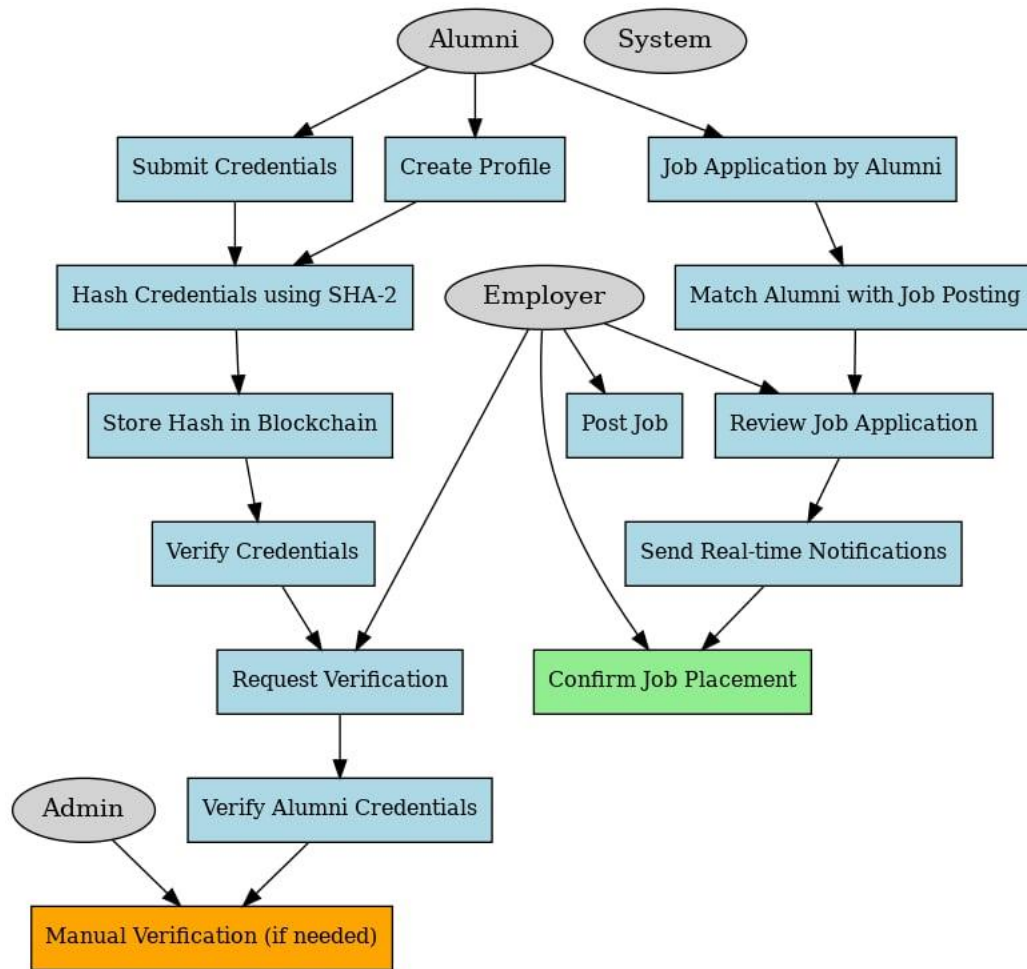 Alumni
System
Submit Credentials
Create Profile
Job Application by Alumni
Hash Credentials using SHA-2
Employer
Match Alumni with Job Posting
Store Hash in Blockchain
Post Job
Review Job Application
Verify Credentials
Send Real-time Notifications
Request Verification
Confirm Job Placement
Admin
Verify Alumni Credentials
Manual Verification (if needed)